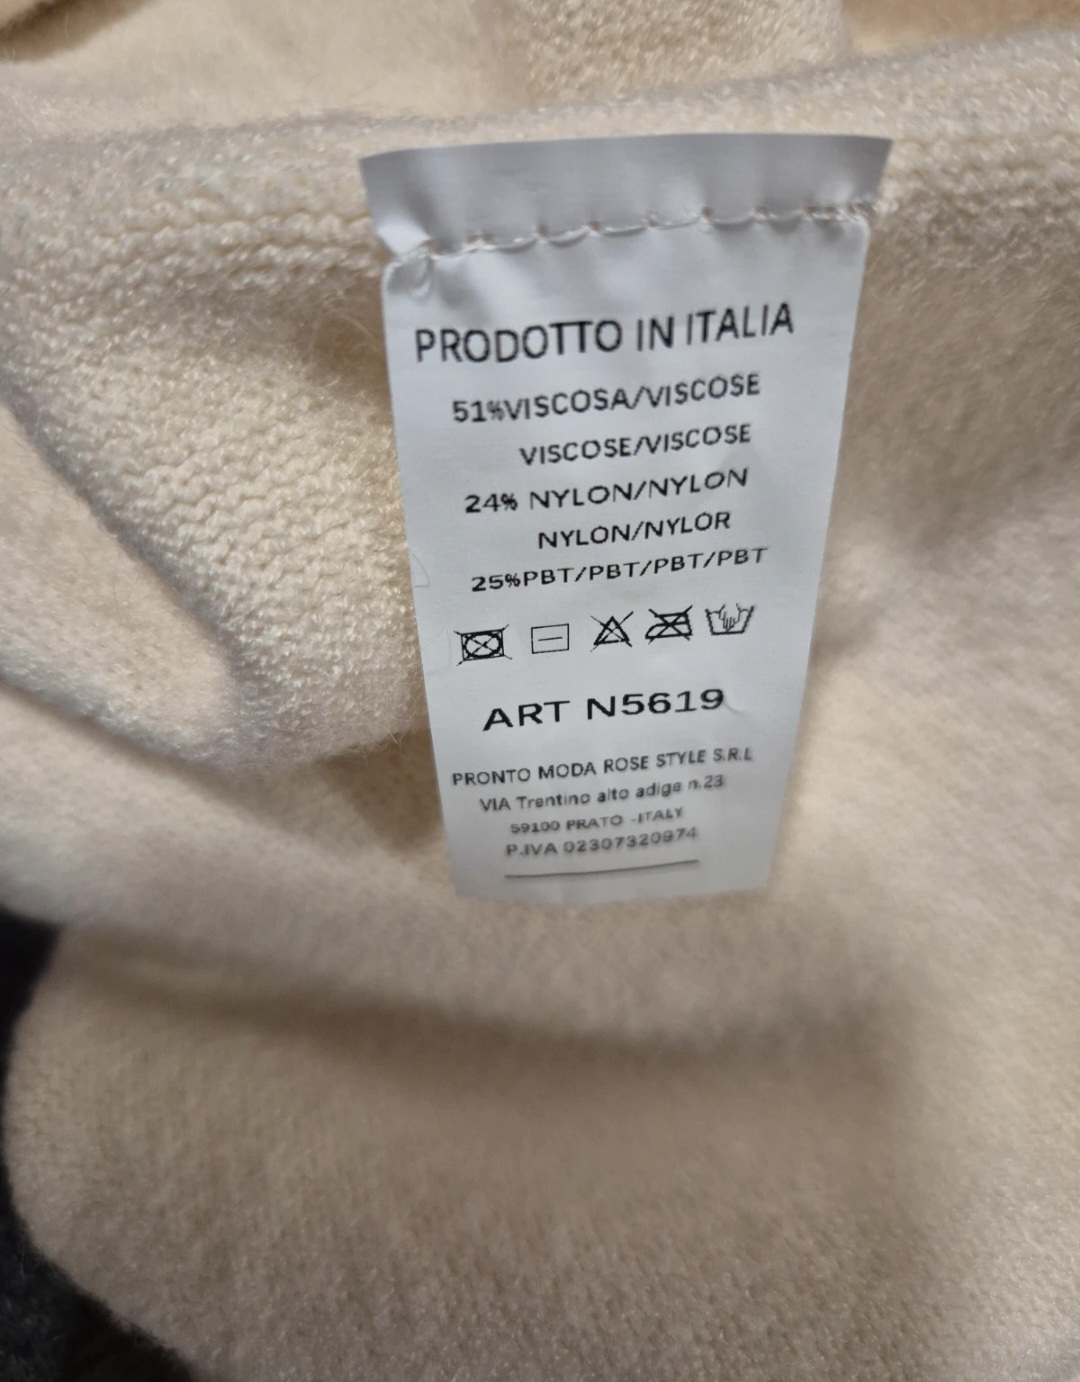 PRODOTTO IN ITALIA
51%VISCOSA/VISCOSE
VISCOSE/VISCOSE
24% NYLON/NYLON
NYLON/NYLOR
25%PBT/PBT/PBT/PBT
ART N5619
PRONTO MODA ROSE STYLE S.R.L
VIA Trentino alto adige n.23
59100 PRATO -ITALY
P.IVA 02307320974